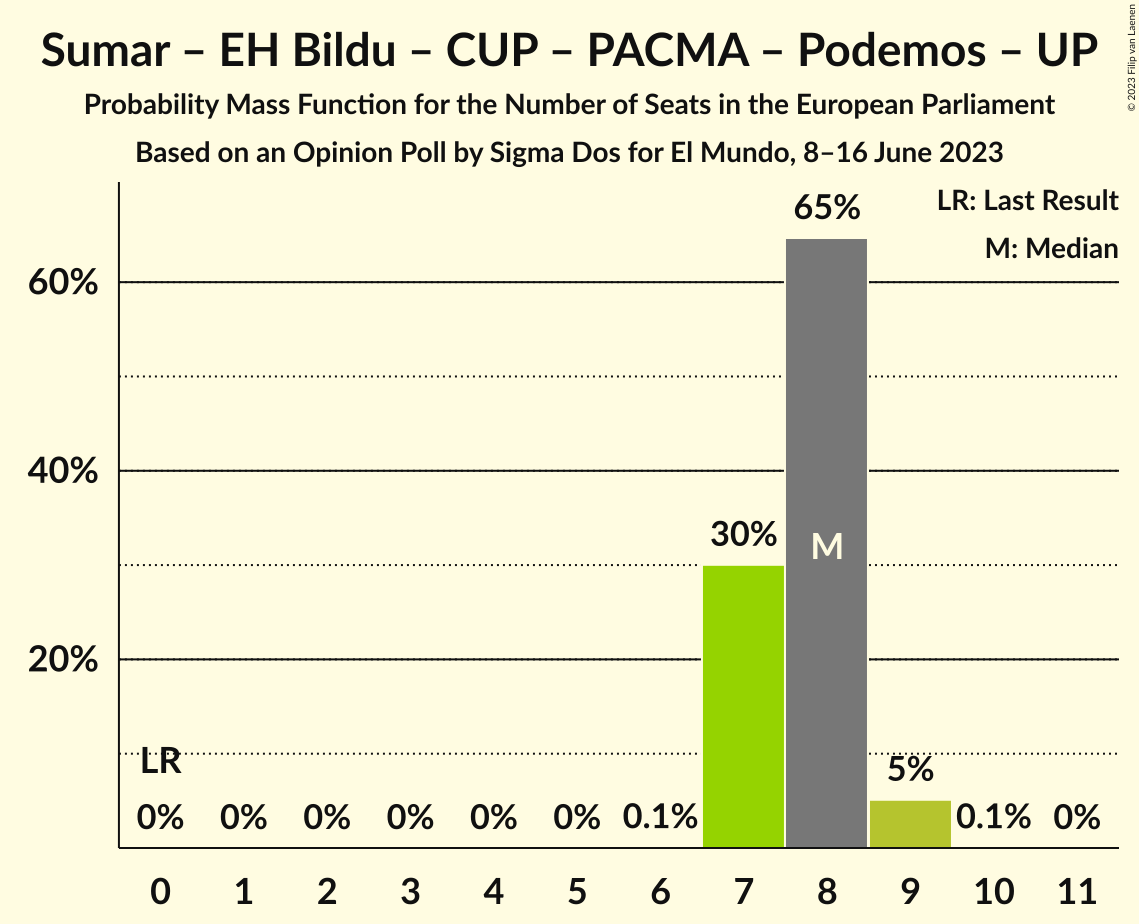 Sumar – EH Bildu – CUP – PACMA – Podemos – UP
Probability Mass Function for the Number of Seats in the European Parliament
Based on an Opinion Poll by Sigma Dos for El Mundo, 8–16 June 2023
© 2023 Filip van Laenen
LR: Last Result
M: Median
65%
60%
40%
30%
M
20%
LR
5%
0% 0% 0% 0% 0% 0% 0.1% 0.1% 0%
0 1 2 3 4 5 6 7 8 9 10 11